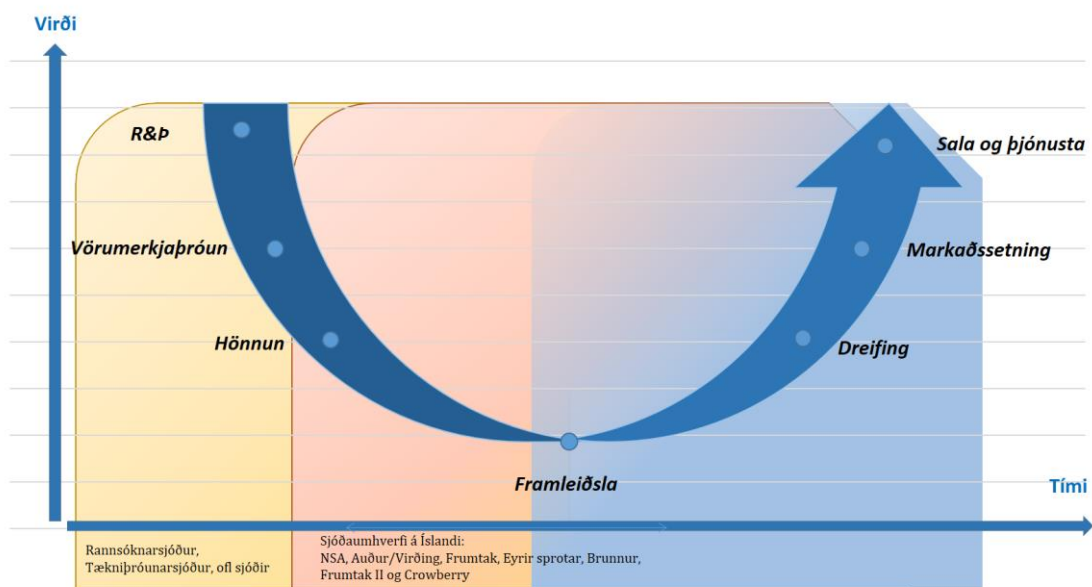 Virði
R&Þ
Sala og þjónusta
Vörumerkjaþróun
Markaðssetning
Hönnun
Dreifing
Framleiðsla
Tími
Rannsóknarsjóður,
Tækniþróunarsjóður, ofl sjóðir
Sjóðaumhverfi á Íslandi:
NSA, Auður/Virðing, Frumtak, Eyrir sprotar, Brunnur,
Frumtak II og Crowberry